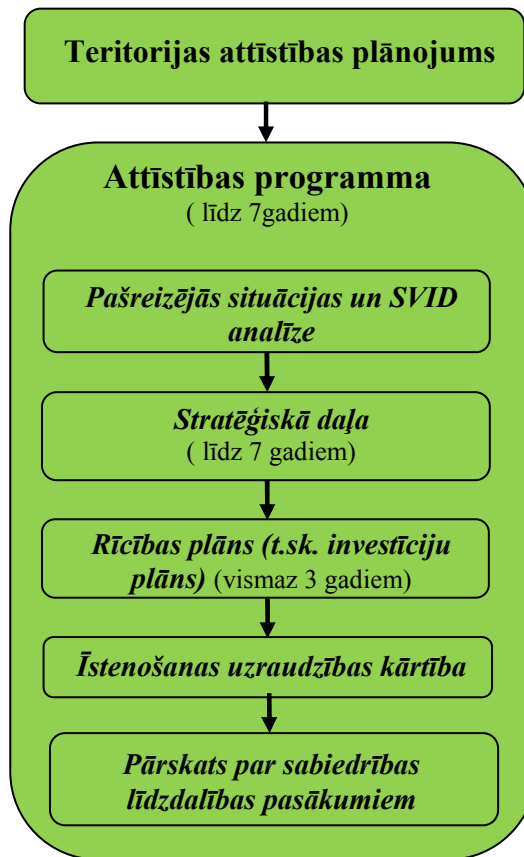 Teritorijas attīstības plānojums
Attīstības programma
( līdz 7gadiem)
Pašreizējās situācijas un SVID
analīze
Stratēģiskā daļa
( līdz 7 gadiem)
Rīcības plāns (t.sk. investīciju
plāns) (vismaz 3 gadiem)
Īstenošanas uzraudzības kārtība
Pārskats par sabiedrības
līdzdalības pasākumiem